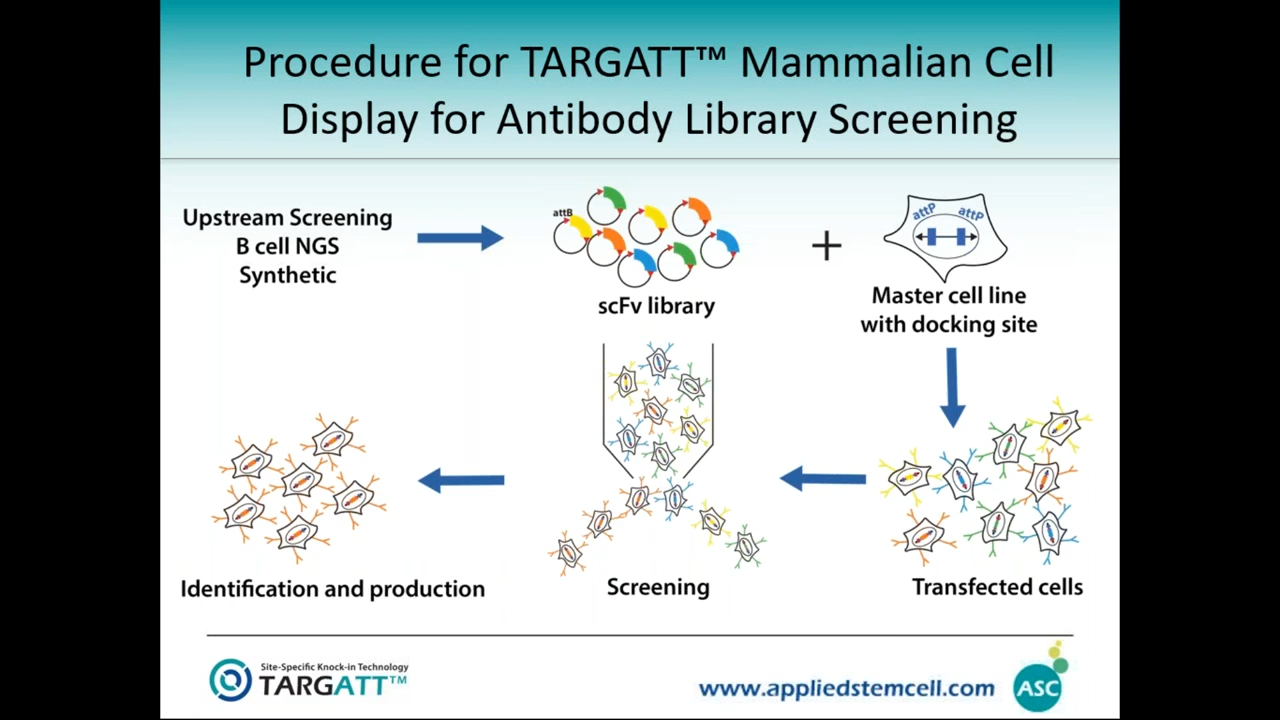 Procedure for TARGATT™ Mammalian Cell
Display for Antibody Library Screening
Upstream Screening
B cell NGS
Synthetic
attB
scFv library
+
attP attP
Master cell line
with docking site
Identification and production
Screening
Transfected cells
Site-Specific Knock-in Technology
TARGATT™
www.appliedstemcell.com
ASC